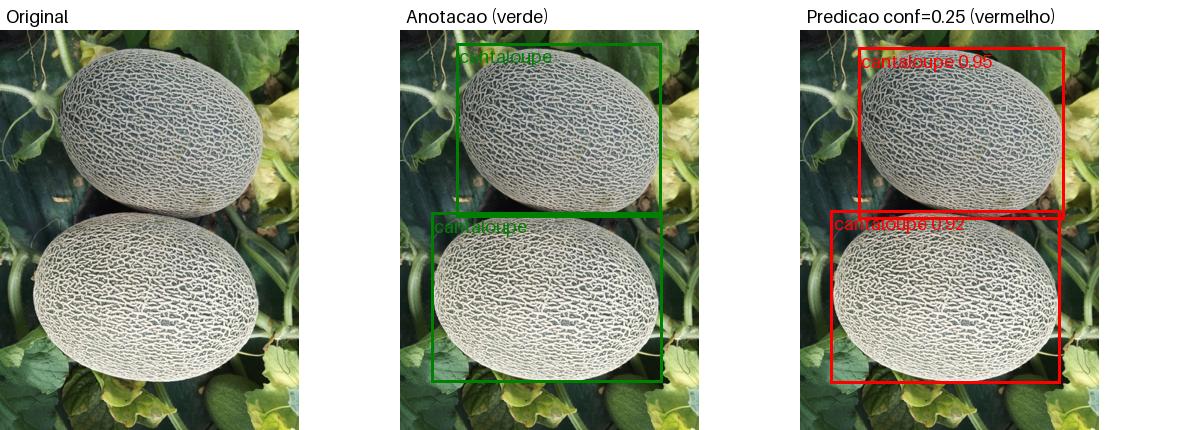 Original
Anotacao (verde)
Predicao conf=0.25 (vermelho)
cantaloupe
cantaloupe
cantaloupe 0.95
cantaloupe 0.92